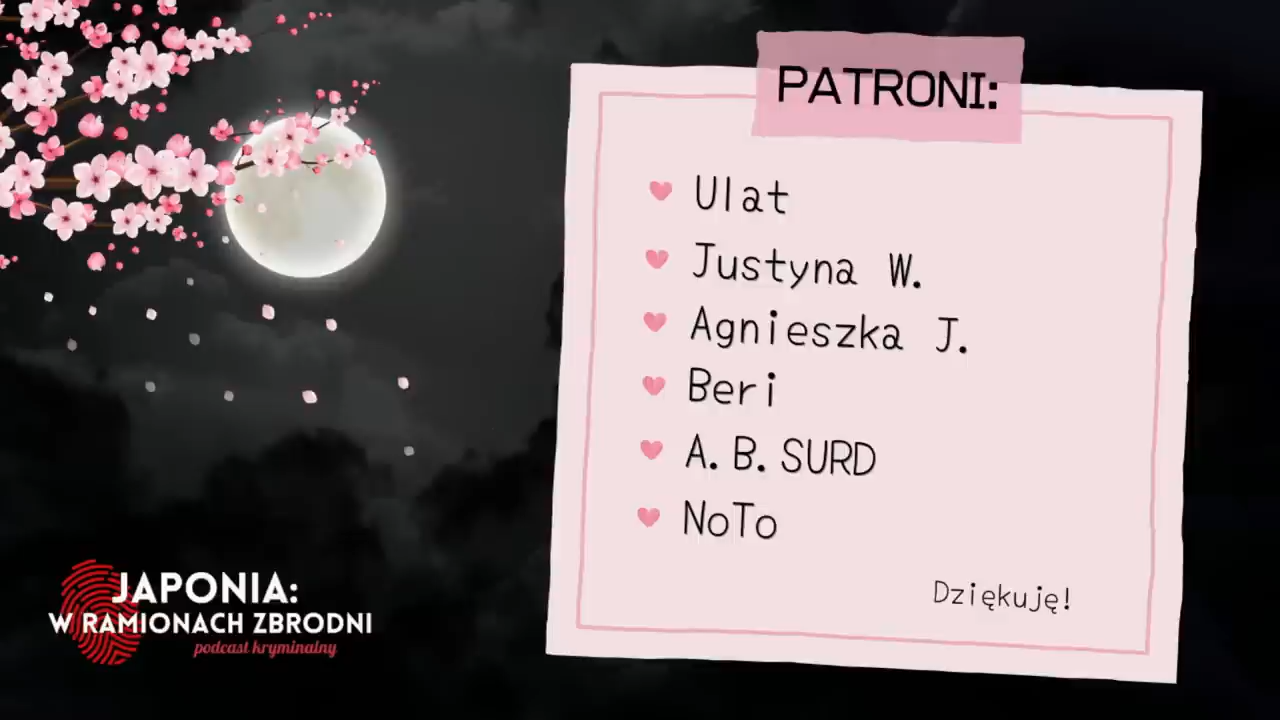 PATRONI:
Ulat
Justyna W.
Agnieszka J.
Beri
A.B.SURD
NoTo
Dziękuję!
JAPONIA:
W RAMIONACH ZBRODNI
podcast kryminalny